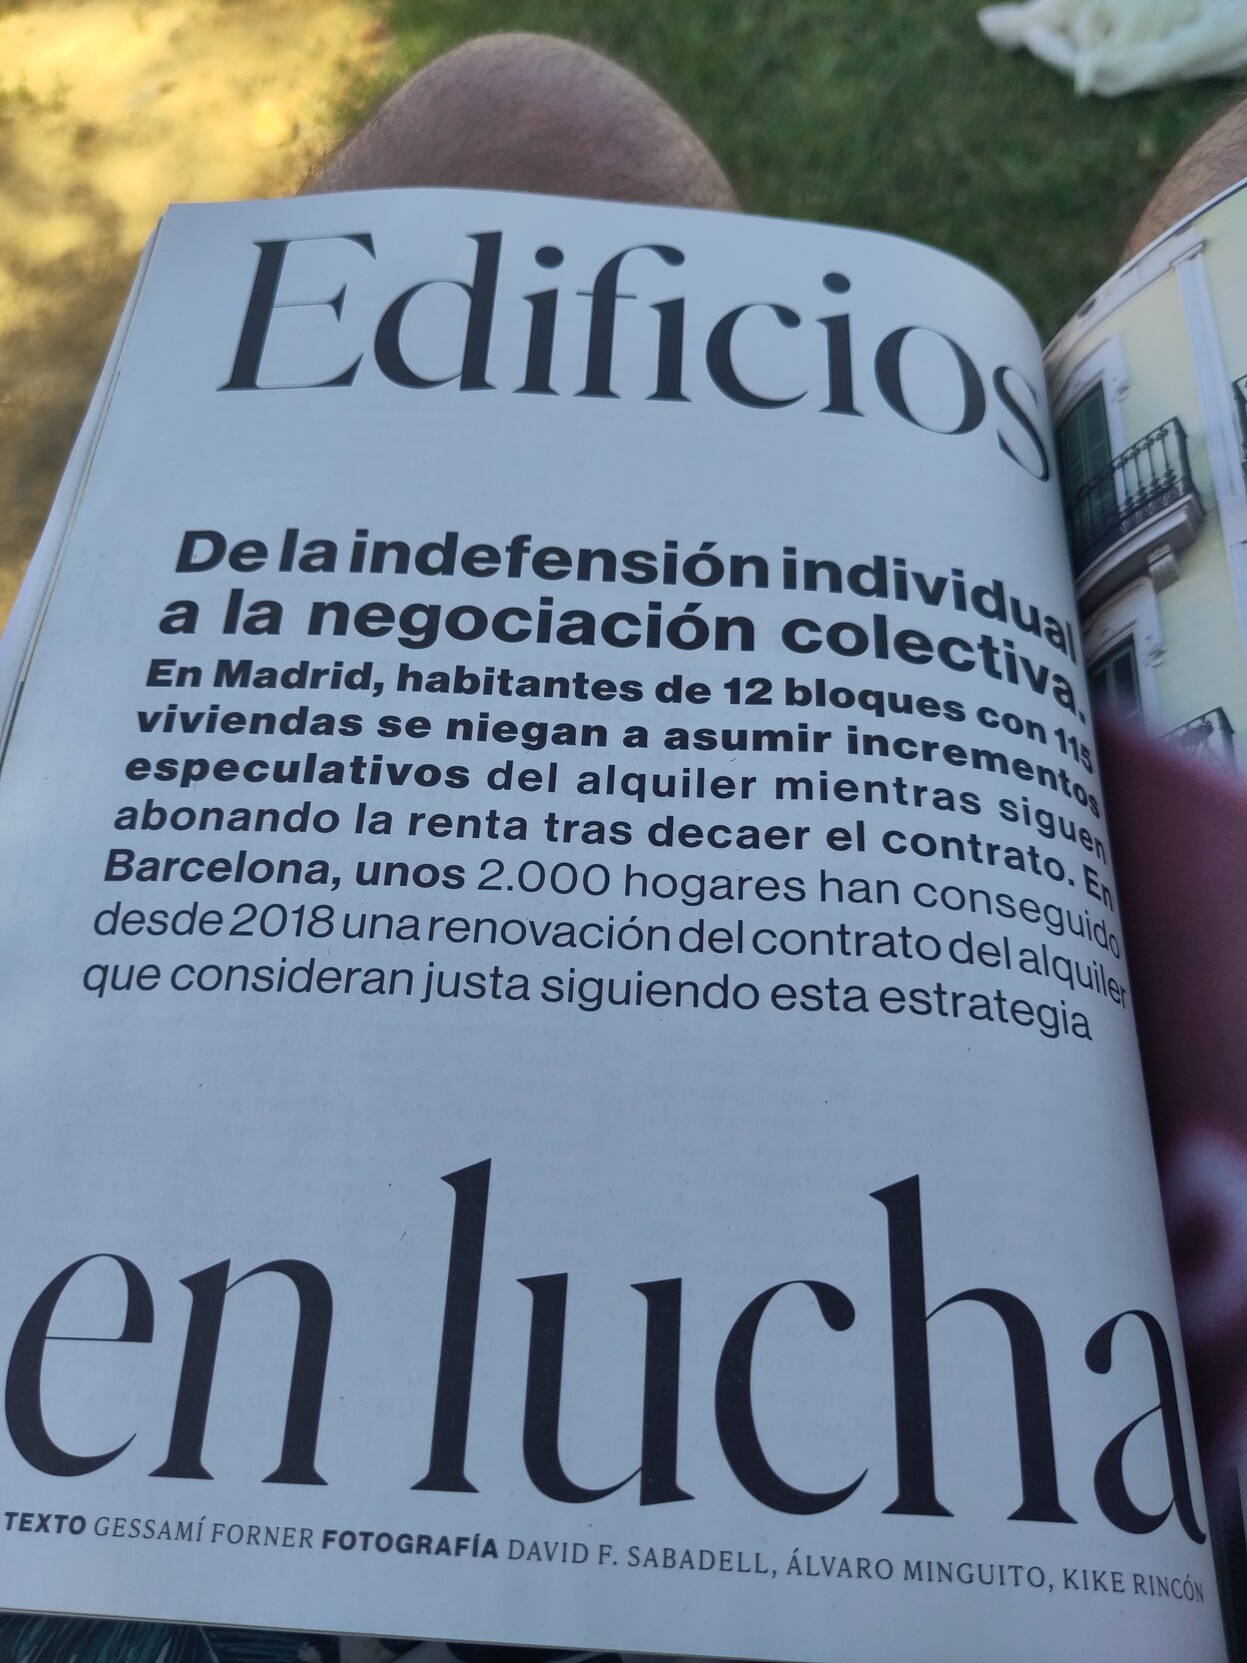 Edificios
De la indefensión individual
a la negociación colectiva.
En Madrid, habitantes de 12 bloques con 115
viviendas se niegan a asumir incrementos
especulativos del alquiler mientras siguen
abonando la renta tras decaer el contrato. En
Barcelona, unos 2.000 hogares han conseguido
desde 2018 una renovación del contrato del alquiler
que consideran justa siguiendo esta estrategia
en lucha
TEXTO GESSAMÍ FORNER FOTOGRAFÍA DAVID F. SABADELL, ÁLVARO MINGUITO, KIKE RINCÓN